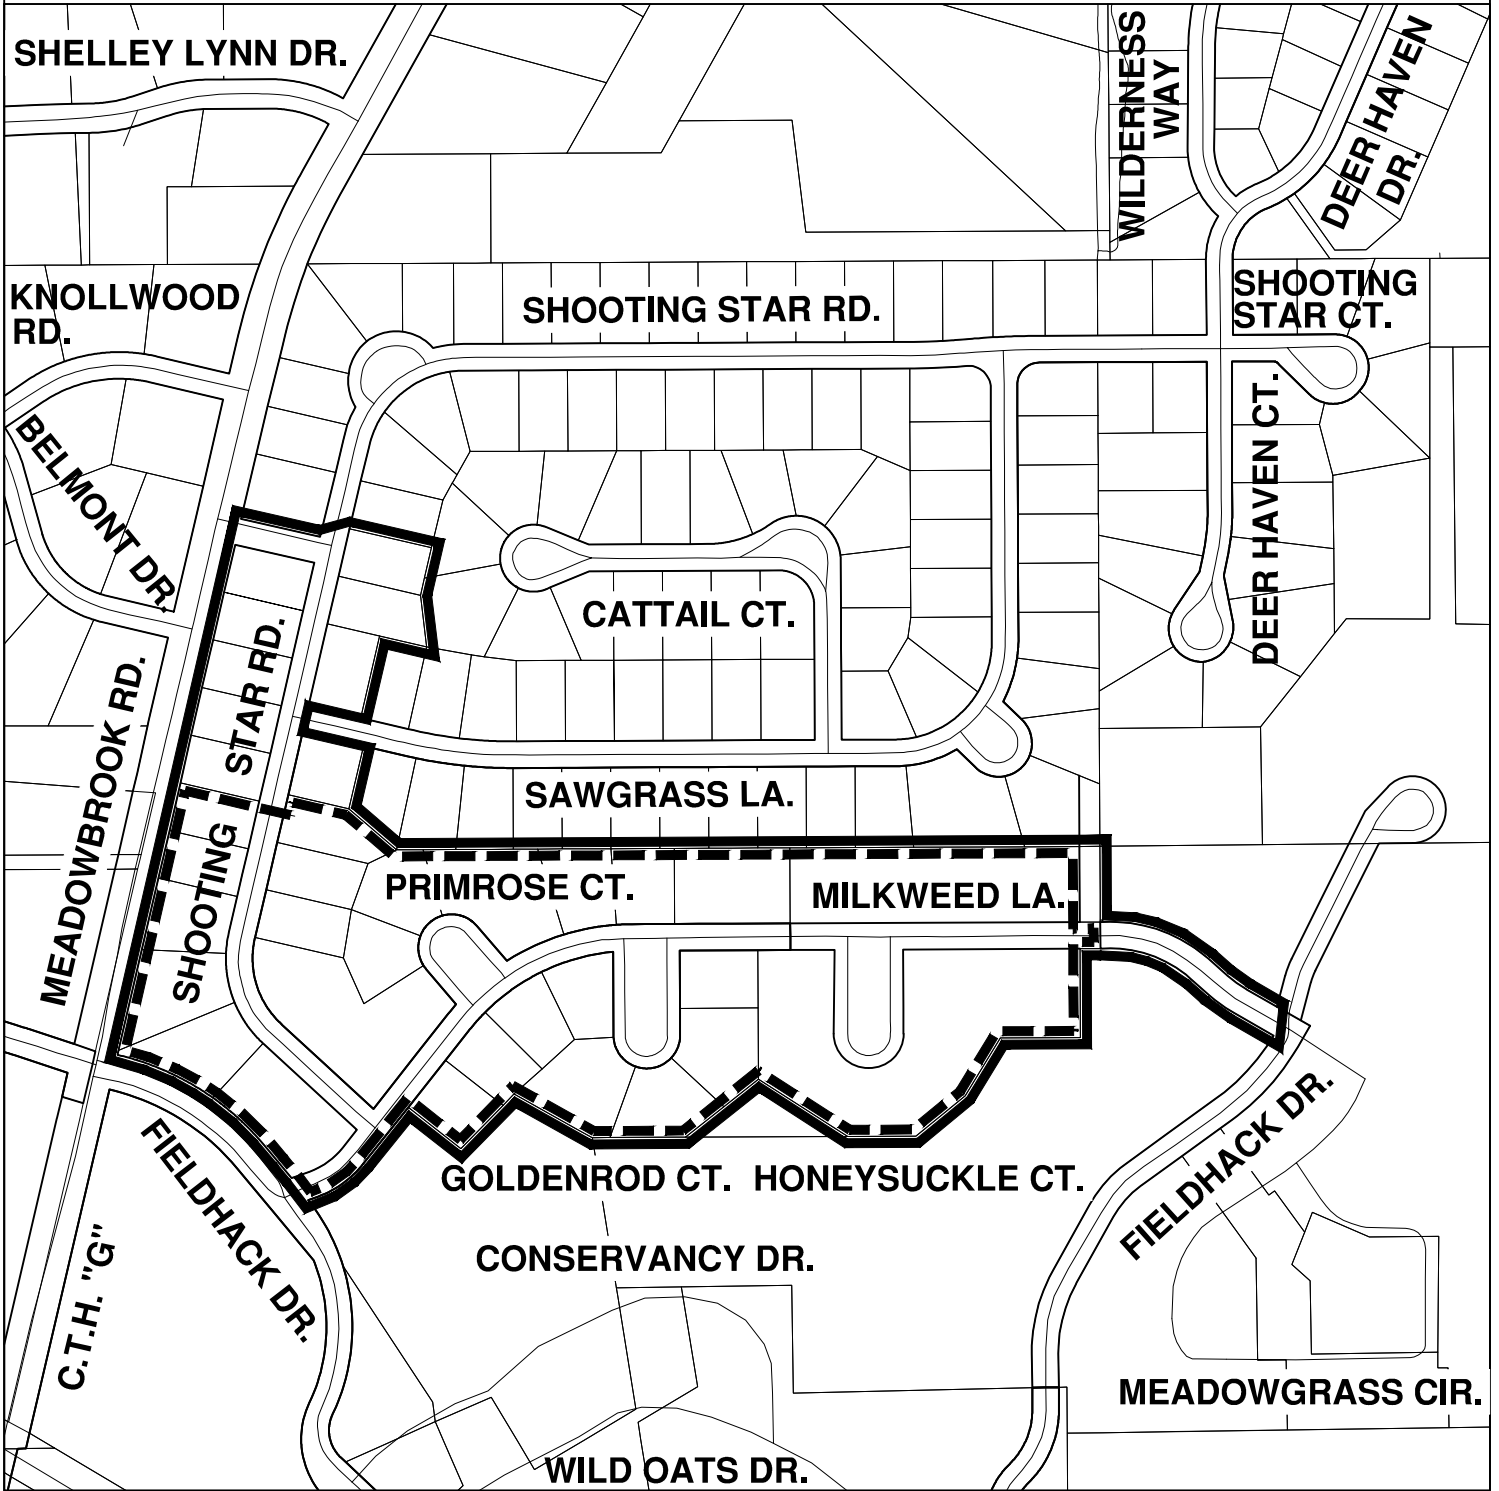 SHELLEY LYNN DR.
WILDERNESS
WAY
DEER HAVEN
DR.
KNOLLWOOD
RD.
SHOOTING STAR RD.
SHOOTING
STAR CT.
BELMONT DR.
DEER HAVEN CT.
CATTAIL CT.
SHOOTING STAR RD.
MEADOWBROOK RD.
SAWGRASS LA.
PRIMROSE CT.
MILKWEED LA.
FIELDHACK DR.
GOLDENROD CT.
HONEYSUCKLE CT.
FIELDHACK DR.
C.T.H. "G"
CONSERVANCY DR.
MEADOWGRASS CIR.
WILD OATS DR.